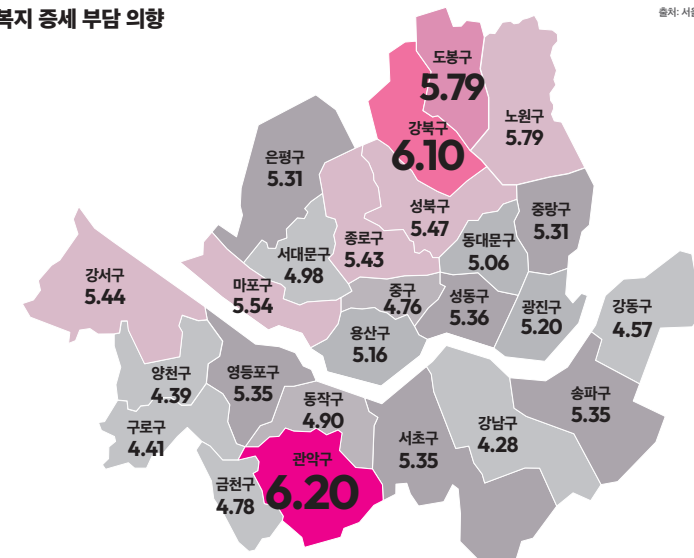 복지 증세 부담 의향
출처: 서울
도봉구
5.79
강북구
6.10
노원구
5.79
은평구
5.31
성북구
5.47
중랑구
5.31
종로구
5.43
동대문구
5.06
서대문구
4.98
강서구
5.44
마포구
5.54
중구
4.76
성동구
5.36
광진구
5.20
강동구
4.57
용산구
5.16
양천구
4.39
영등포구
5.35
동작구
4.90
송파구
5.35
구로구
4.41
서초구
5.35
강남구
4.28
관악구
6.20
금천구
4.78